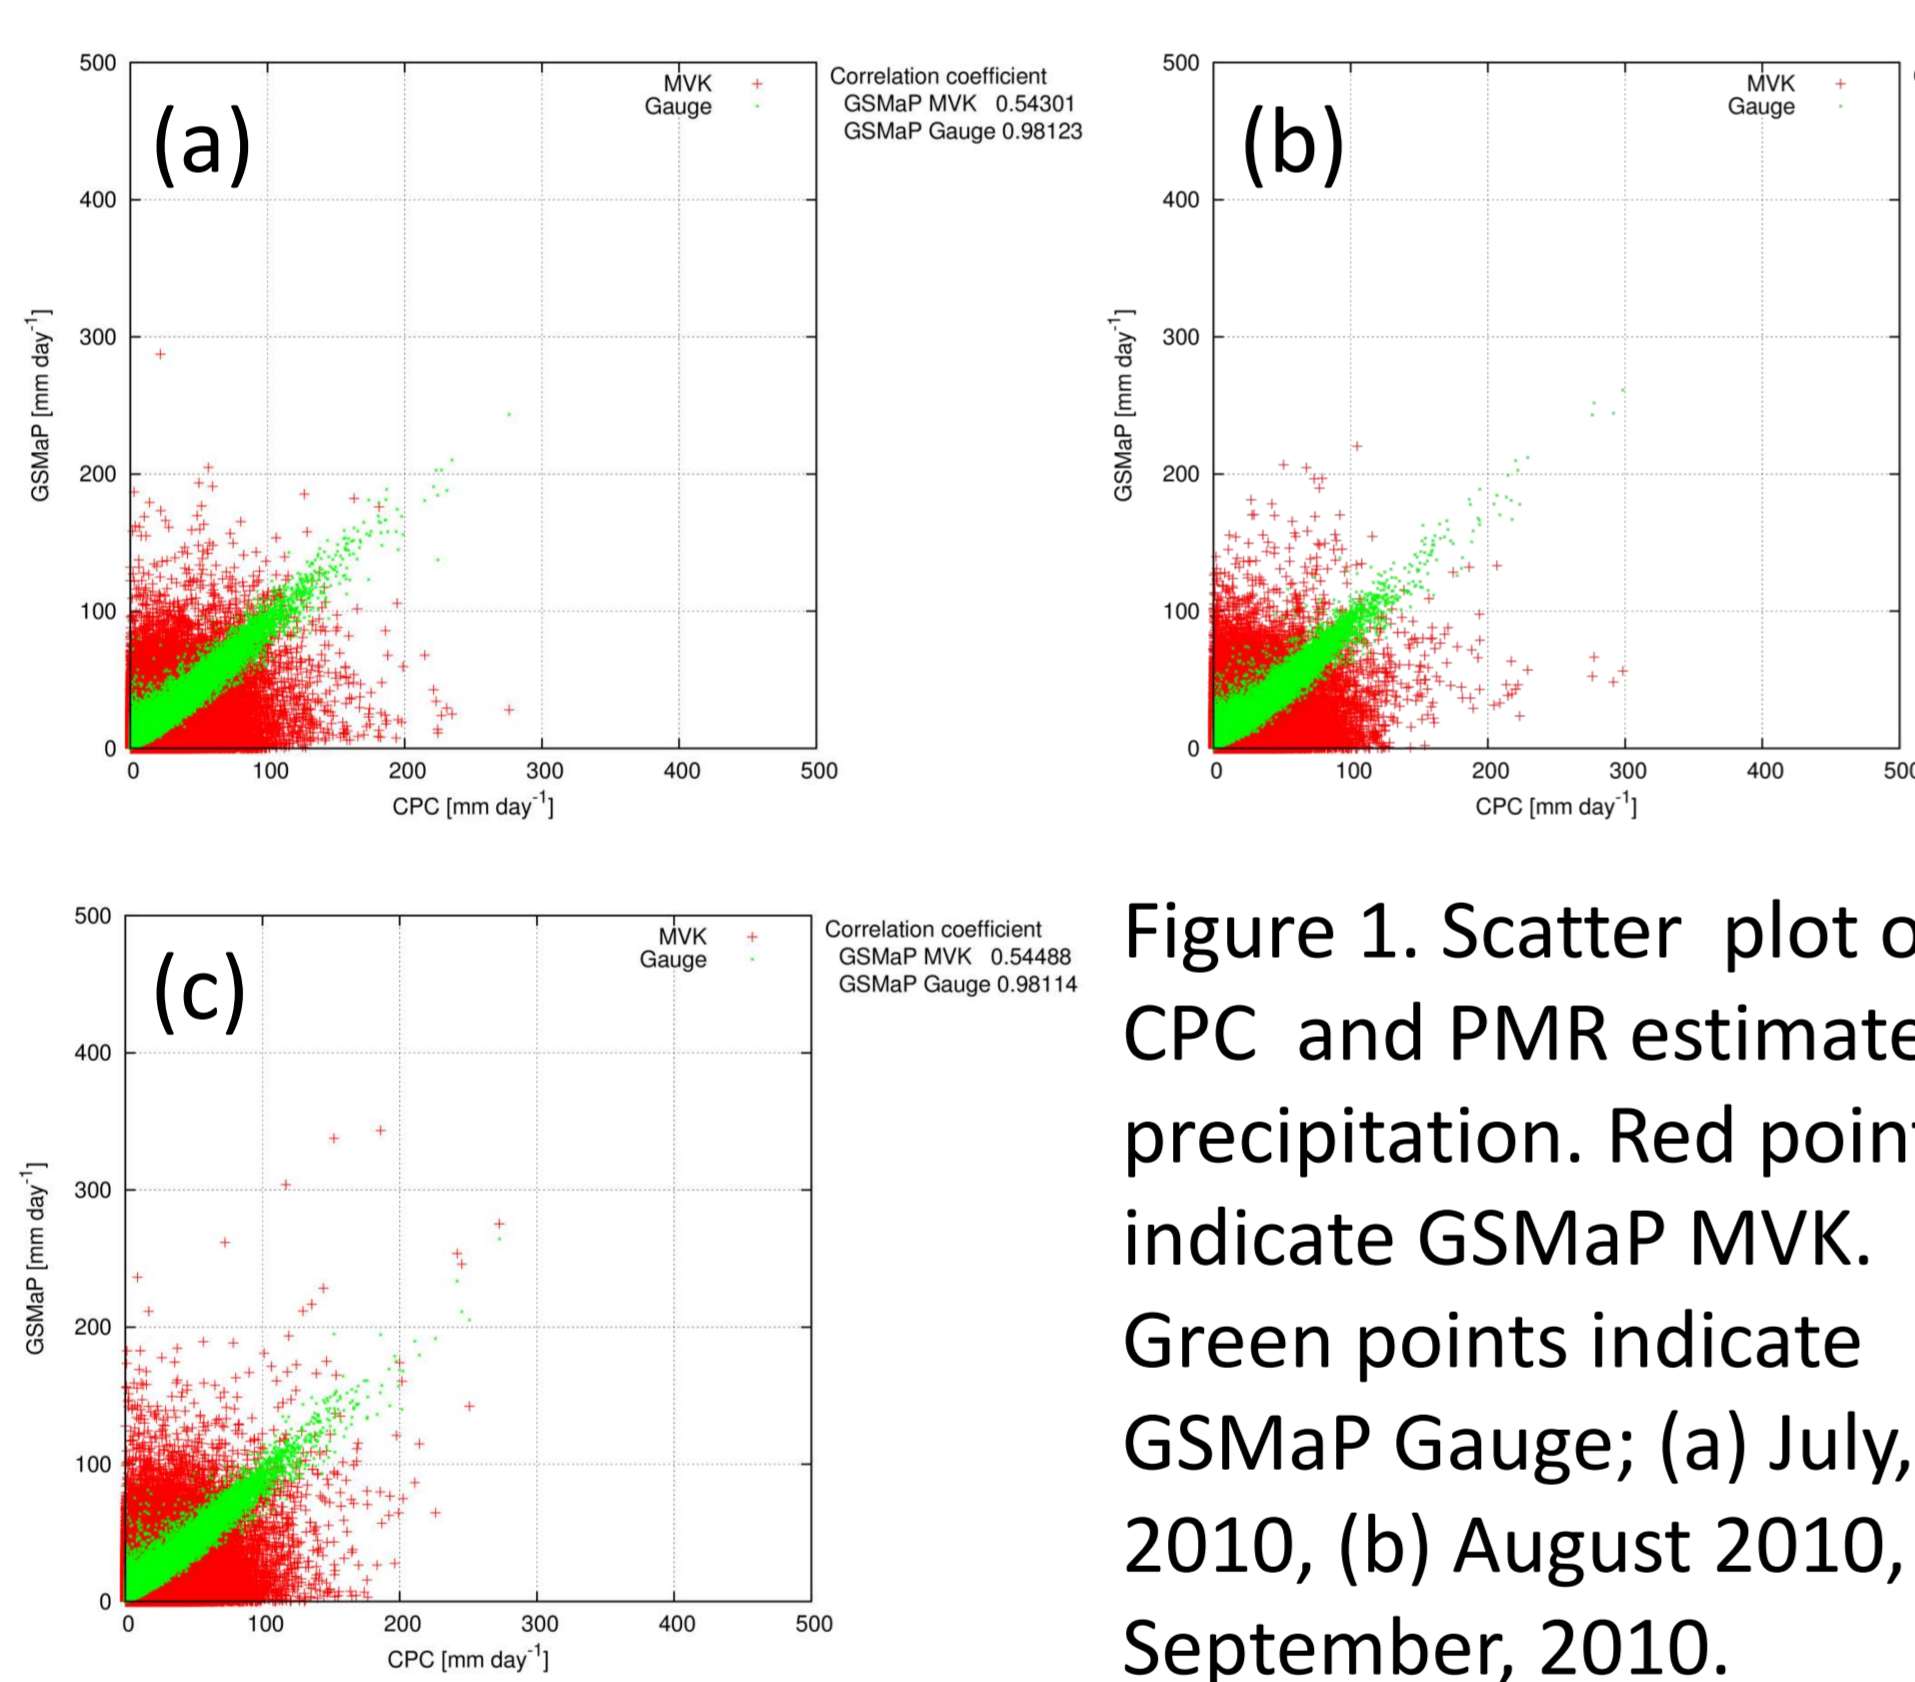 (a)
500
400
300
200
100
0
0 100 200 300 400 500
GSMaP [mm day⁻¹]
CPC [mm day⁻¹]
MVK
Gauge
Correlation coefficient
GSMaP MVK 0.54301
GSMaP Gauge 0.98123
(b)
500
400
300
200
100
0
0 100 200 300 400 500
GSMaP [mm day⁻¹]
CPC [mm day⁻¹]
MVK
Gauge
(c)
500
400
300
200
100
0
0 100 200 300 400 500
GSMaP [mm day⁻¹]
CPC [mm day⁻¹]
MVK
Gauge
Correlation coefficient
GSMaP MVK 0.54488
GSMaP Gauge 0.98114
Figure 1. Scatter plot
CPC and PMR estimate
precipitation. Red point
indicate GSMaP MVK.
Green points indicate
GSMaP Gauge; (a) July,
2010, (b) August 2010,
September, 2010.